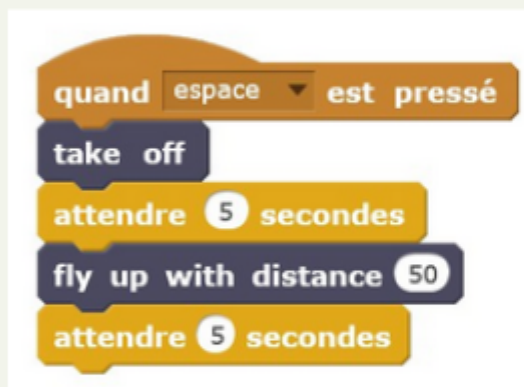 quand espace est pressé
take off
attendre 5 secondes
fly up with distance 50
attendre 5 secondes